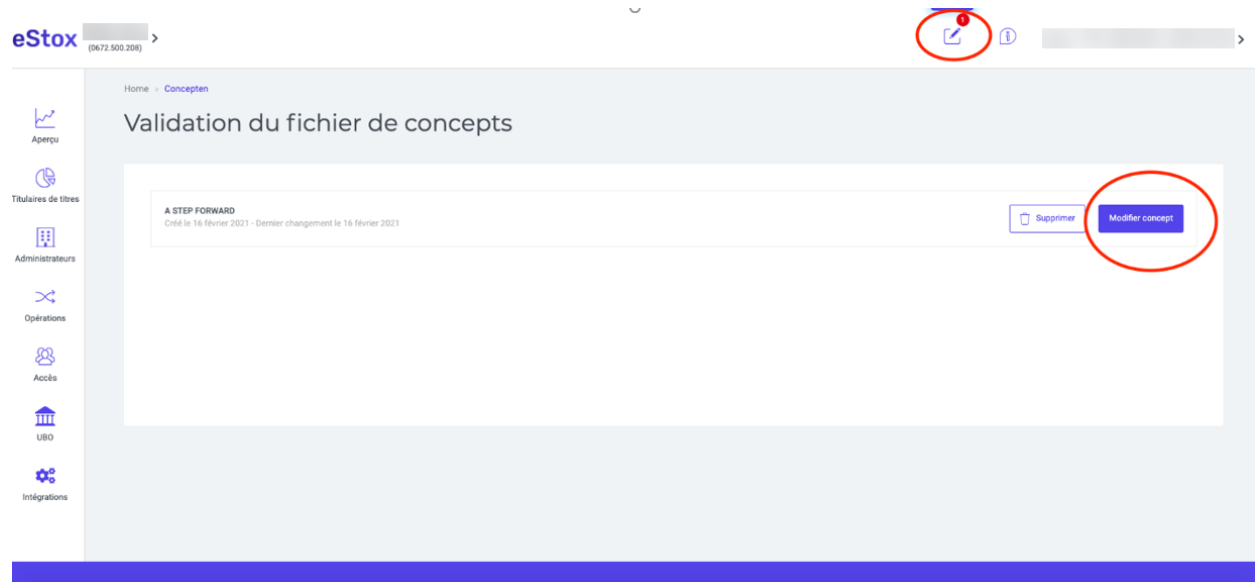 eStox
(0672.500.208)
1
Home > Concepten
Validation du fichier de concepts
Aperçu
Titulaires de titres
Administrateurs
Opérations
Accès
UBO
Intégrations
A STEP FORWARD
Créé le 16 février 2021 - Dernier changement le 16 février 2021
Supprimer
Modifier concept